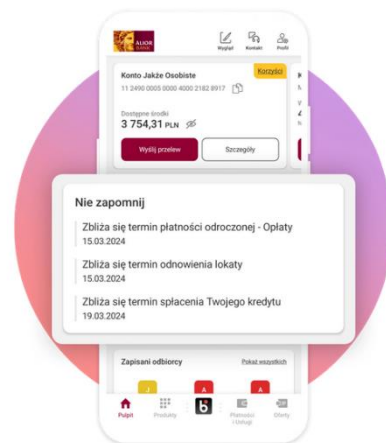 ALIOR
BANK
Wygląd
Kontakt
Profil
Konto Jakże Osobiste
Korzyści
11 2490 0005 0000 4000 2182 8917
Dostępne środki
3 754,31 PLN
Wyślij przelew
Szczegóły
Nie zapomnij
Zbliża się termin płatności odroczonej - Opłaty
15.03.2024
Zbliża się termin odnowienia lokaty
15.03.2024
Zbliża się termin spłacenia Twojego kredytu
19.03.2024
Zapisani odbiorcy
Pokaż wszystkich
J
A
A
Pulpit
Produkty
Płatności
i Usługi
Oferty